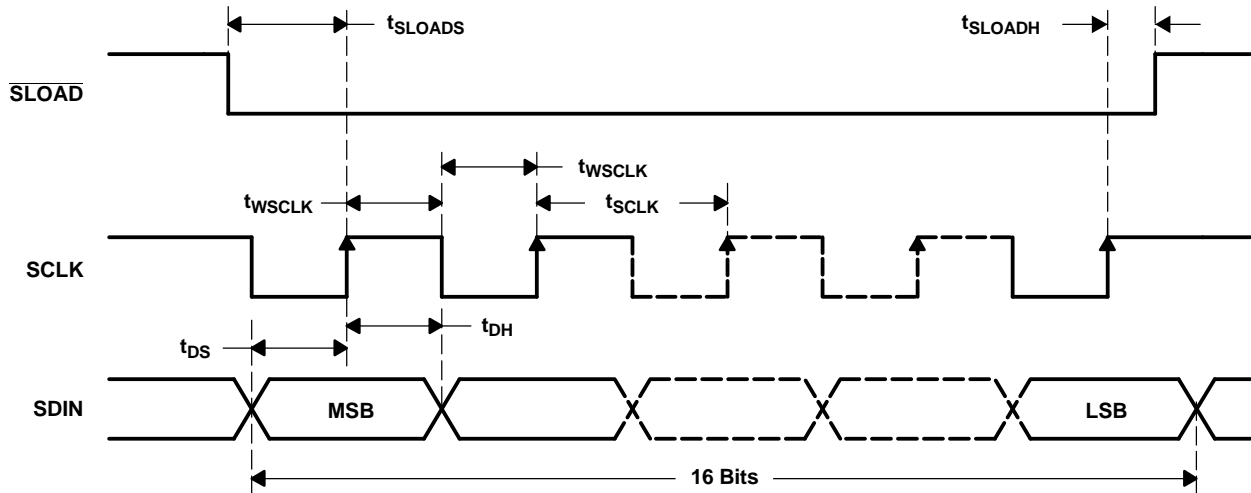 tSLOADS
tSLOADH
SLOAD
tWSCLK
tWSCLK
tSCLK
SCLK
tDH
tDS
SDIN
MSB
LSB
16 Bits